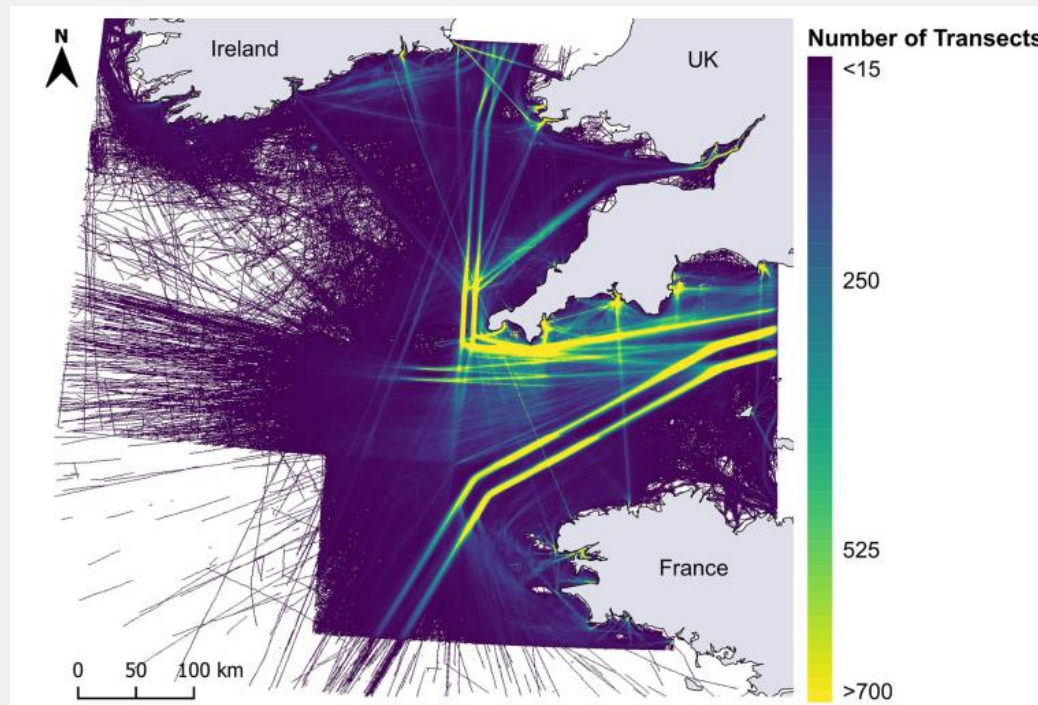 N
Ireland
UK
France
0 50 100 km
Number of Transects
<15
250
525
>700